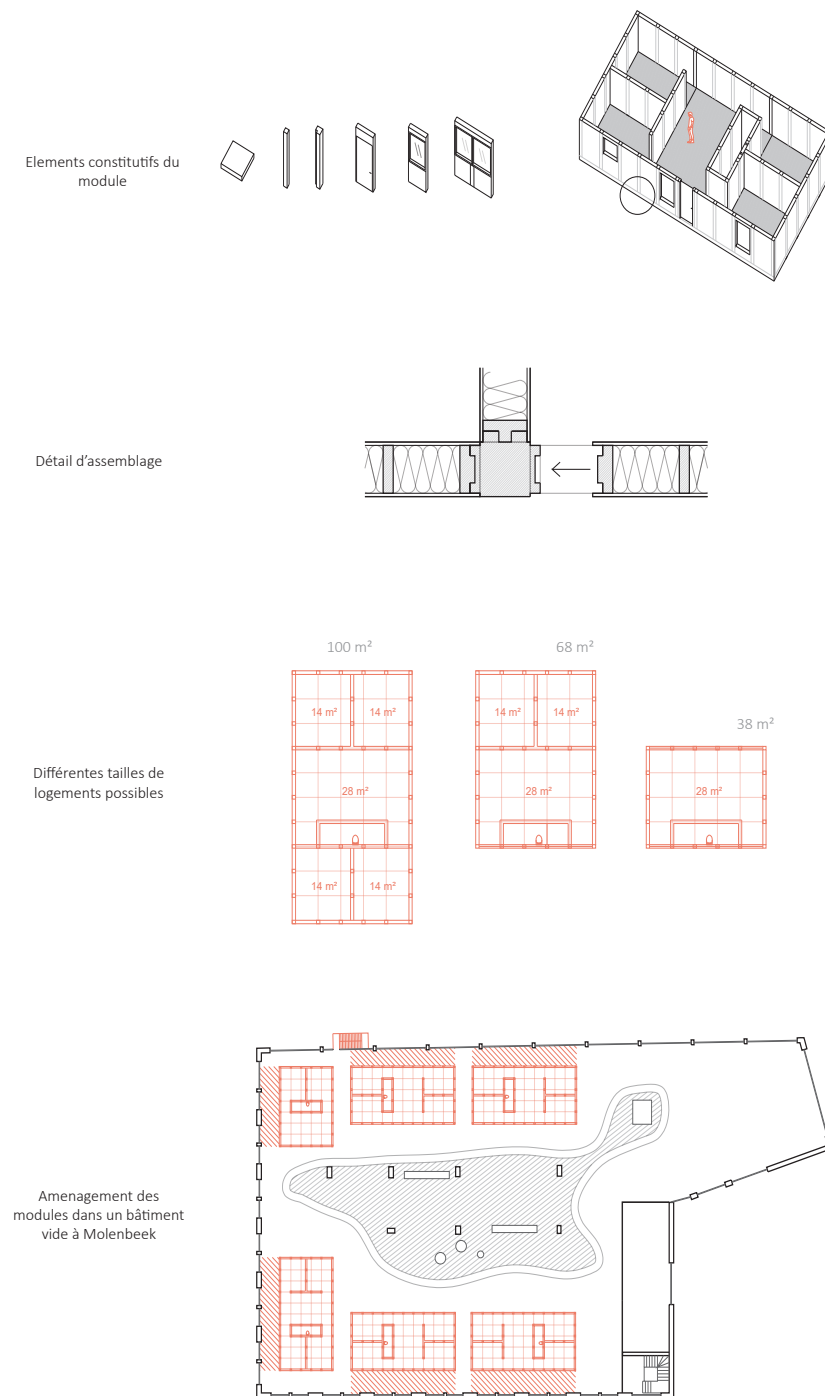 Elements constitutifs du
module
Détail d’assemblage
100 m²
68 m²
38 m²
14 m²
14 m²
14 m²
14 m²
28 m²
28 m²
28 m²
14 m²
14 m²
Différentes tailles de
logements possibles
Amenagement des
modules dans un bâtiment
vide à Molenbeek